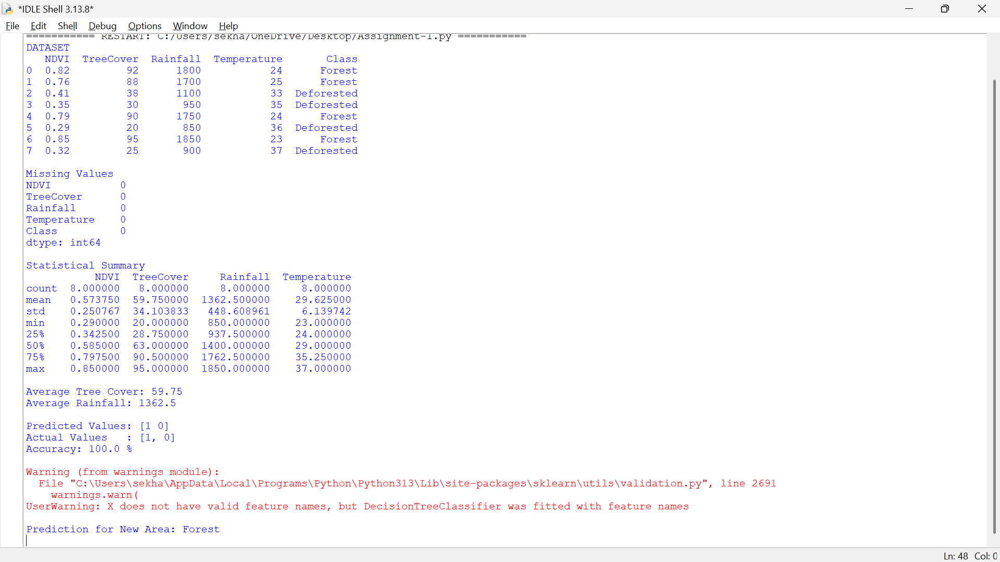 *IDLE Shell 3.13.8*
File Edit Shell Debug Options Window Help
=========== RESTART: C:/Users/sekha/OneDrive/Desktop/Assignment-1.py ===========
DATASET
   NDVI  TreeCover  Rainfall  Temperature       Class
0  0.82         92      1800           24      Forest
1  0.76         88      1700           25      Forest
2  0.41         38      1100           33  Deforested
3  0.35         30       950           35  Deforested
4  0.79         90      1750           24      Forest
5  0.29         20       850           36  Deforested
6  0.85         95      1850           23      Forest
7  0.32         25       900           37  Deforested
Missing Values
NDVI           0
TreeCover      0
Rainfall       0
Temperature    0
Class          0
dtype: int64
Statistical Summary
           NDVI  TreeCover     Rainfall  Temperature
count  8.000000   8.000000     8.000000     8.000000
mean   0.573750  59.750000  1362.500000    29.625000
std    0.250767  34.103833   448.608961     6.139742
min    0.290000  20.000000   850.000000    23.000000
25%    0.342500  28.750000   937.500000    24.000000
50%    0.585000  63.000000  1400.000000    29.000000
75%    0.797500  90.500000  1762.500000    35.250000
max    0.850000  95.000000  1850.000000    37.000000
Average Tree Cover: 59.75
Average Rainfall: 1362.5
Predicted Values: [1 0]
Actual Values   : [1, 0]
Accuracy: 100.0 %
Warning (from warnings module):
  File "C:\Users\sekha\AppData\Local\Programs\Python\Python313\Lib\site-packages\sklearn\utils\validation.py", line 2691
    warnings.warn(
UserWarning: X does not have valid feature names, but DecisionTreeClassifier was fitted with feature names
Prediction for New Area: Forest
Ln: 48 Col: 0